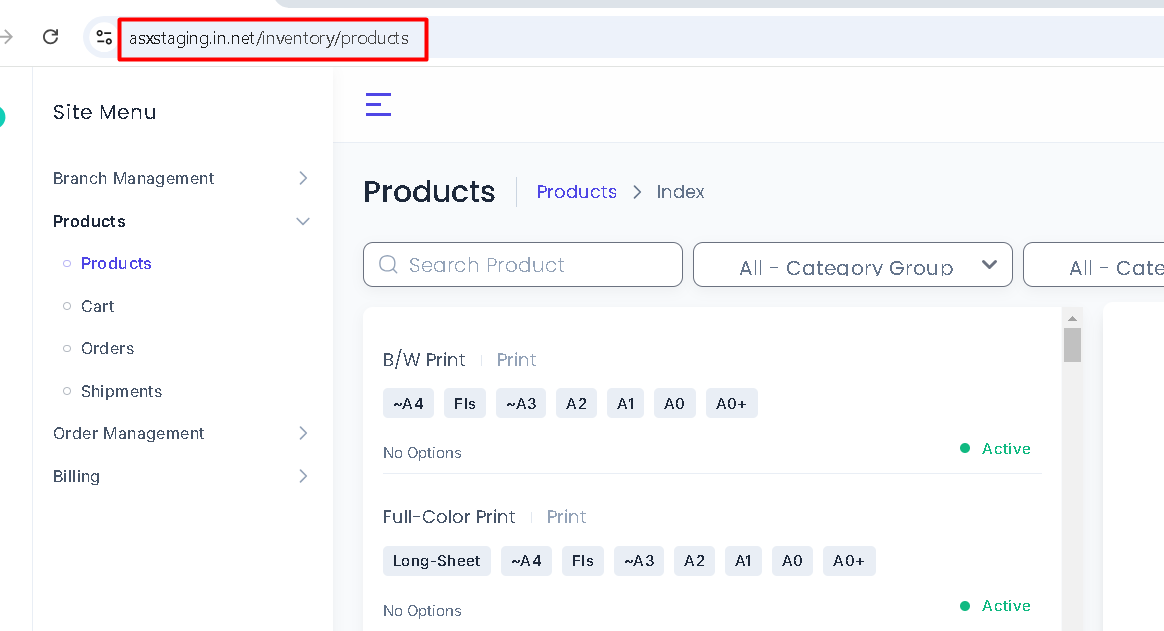 asxstaging.in.net/inventory/products
Site Menu
Branch Management
Products
Products
Cart
Orders
Shipments
Order Management
Billing
Products Products > Index
Search Product All - Category Group All - Cate
B/W Print Print
~A4 Fls ~A3 A2 A1 A0 A0+
No Options Active
Full-Color Print Print
Long-Sheet ~A4 Fls ~A3 A2 A1 A0 A0+
No Options Active